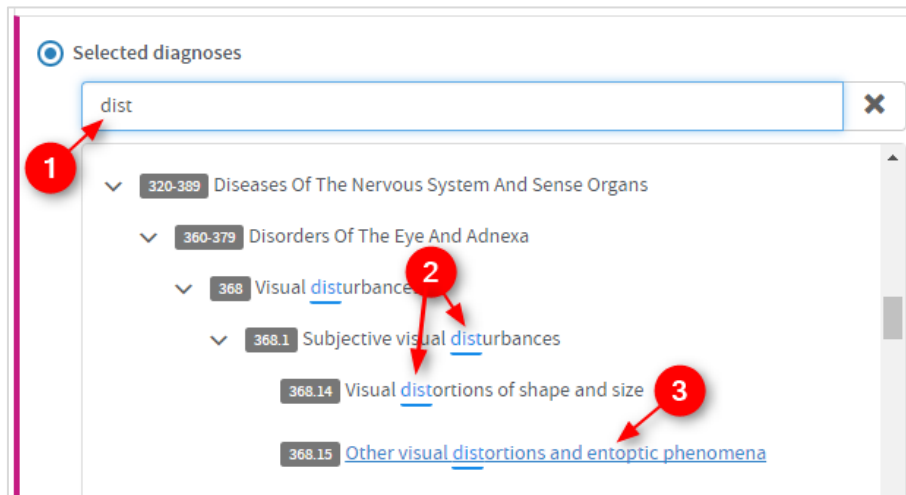 Selected diagnoses
dist
1
320-389 Diseases Of The Nervous System And Sense Organs
360-379 Disorders Of The Eye And Adnexa
2
368 Visual disturbances
368.1 Subjective visual disturbances
368.14 Visual distortions of shape and size 3
368.15 Other visual distortions and entoptic phenomena